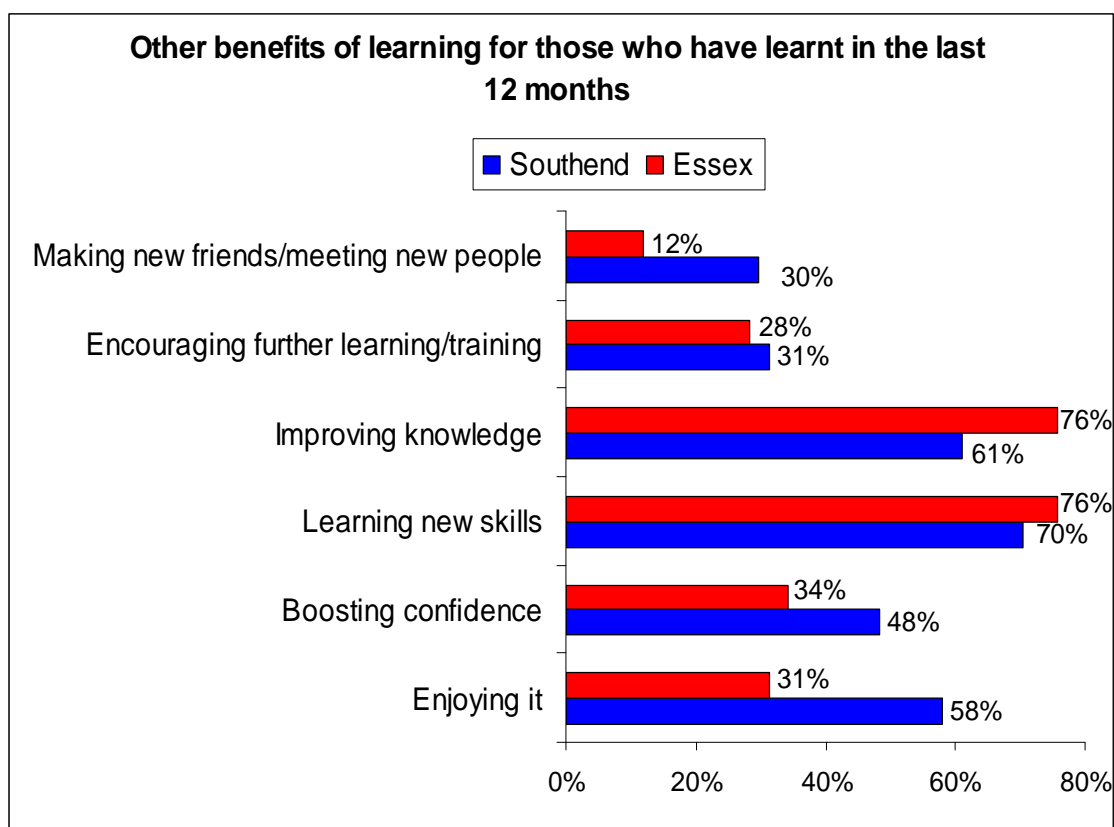 Other benefits of learning for those who have learnt in the last
12 months
Southend Essex
Making new friends/meeting new people
12%
30%
Encouraging further learning/training
28%
31%
Improving knowledge
76%
61%
Learning new skills
76%
70%
Boosting confidence
34%
48%
Enjoying it
31%
58%
0% 20% 40% 60% 80%